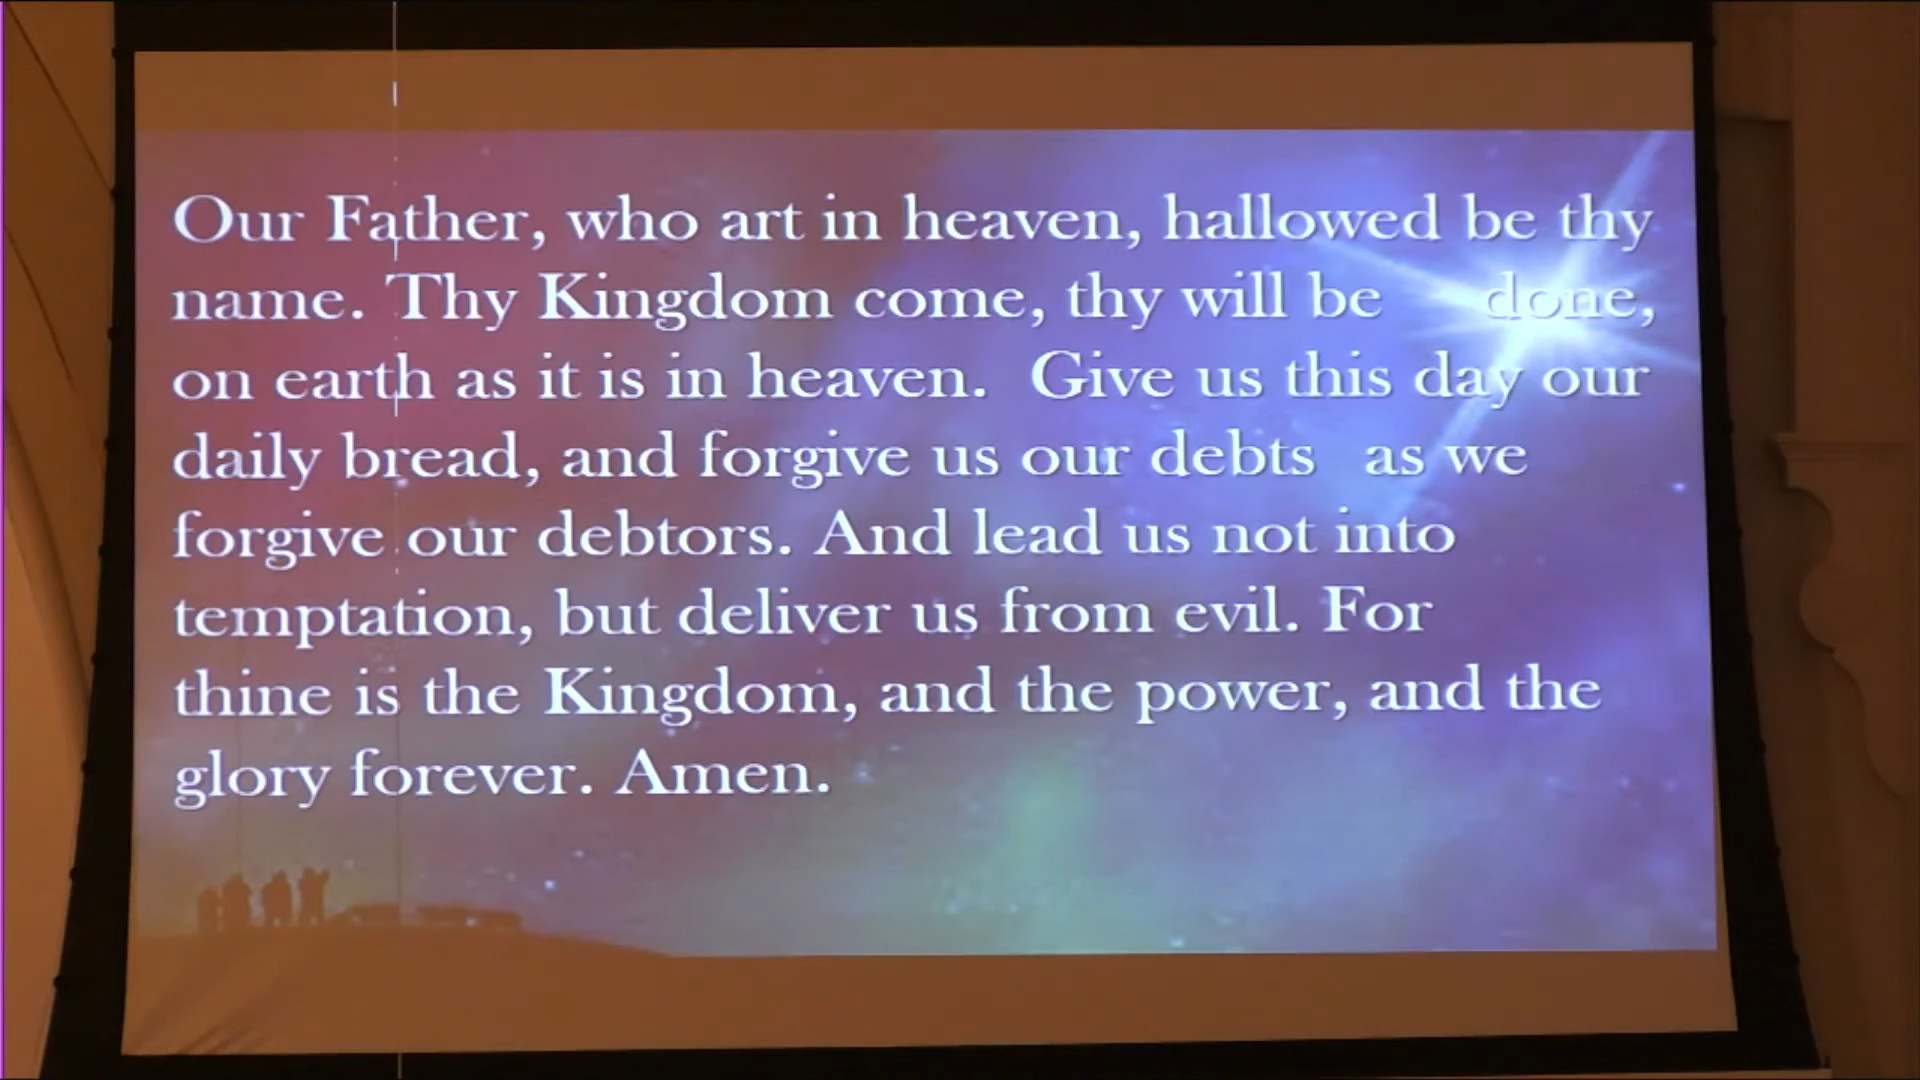 Our Father, who art in heaven, hallowed be thy
name. Thy Kingdom come, thy will be done,
on earth as it is in heaven. Give us this day our
daily bread, and forgive us our debts as we
forgive our debtors. And lead us not into
temptation, but deliver us from evil. For
thine is the Kingdom, and the power, and the
glory forever. Amen.